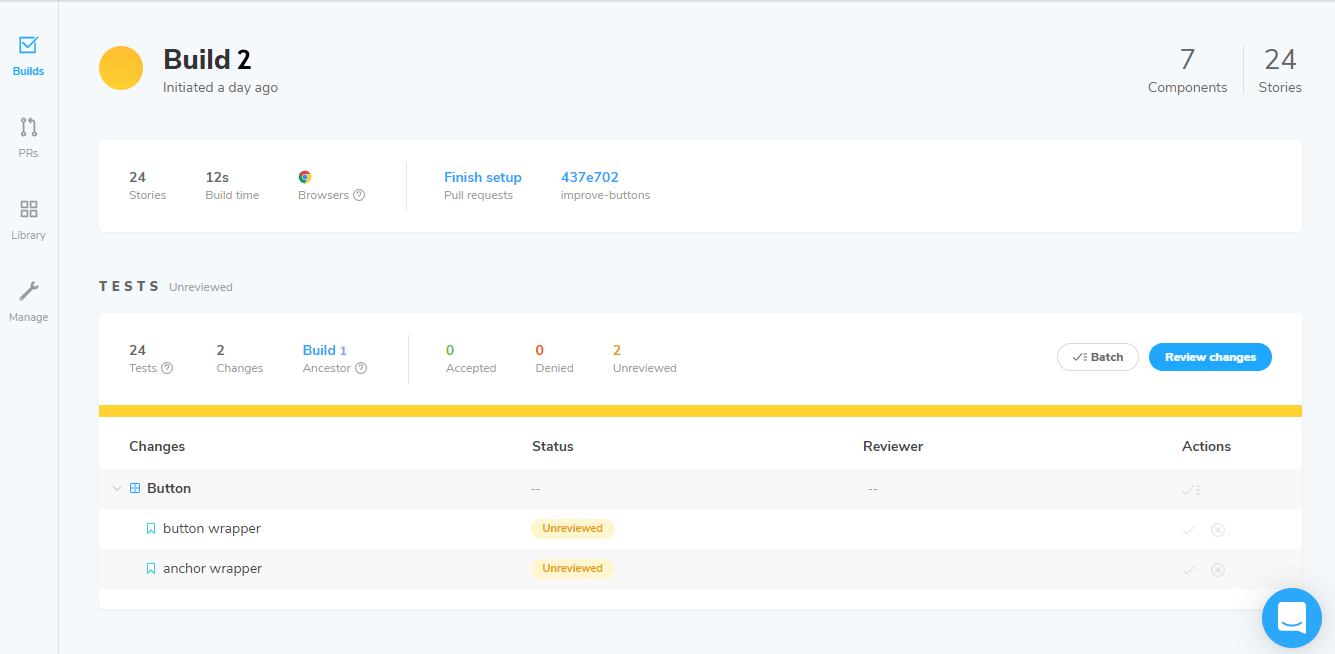 Builds
PRs
Library
Manage
Build 2
Initiated a day ago
7
Components
24
Stories
24
Stories
12s
Build time
Browsers
Finish setup
Pull requests
437e702
improve-buttons
TESTS Unreviewed
24
Tests
2
Changes
Build 1
Ancestor
0
Accepted
0
Denied
2
Unreviewed
Batch
Review changes
Changes Status Reviewer Actions
Button -- --
button wrapper Unreviewed
anchor wrapper Unreviewed